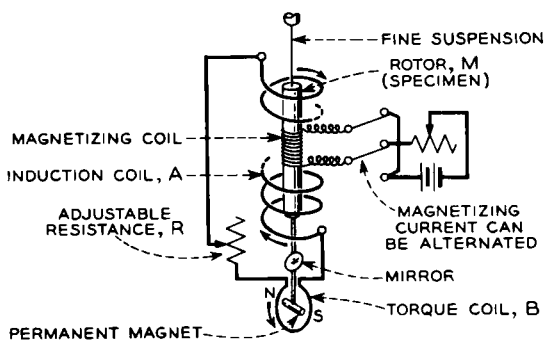 FINE SUSPENSION
ROTOR, M
(SPECIMEN)
MAGNETIZING COIL
INDUCTION COIL, A
ADJUSTABLE
RESISTANCE, R
MAGNETIZING
CURRENT CAN
BE ALTERNATED
MIRROR
N
S
TORQUE COIL, B
PERMANENT MAGNET